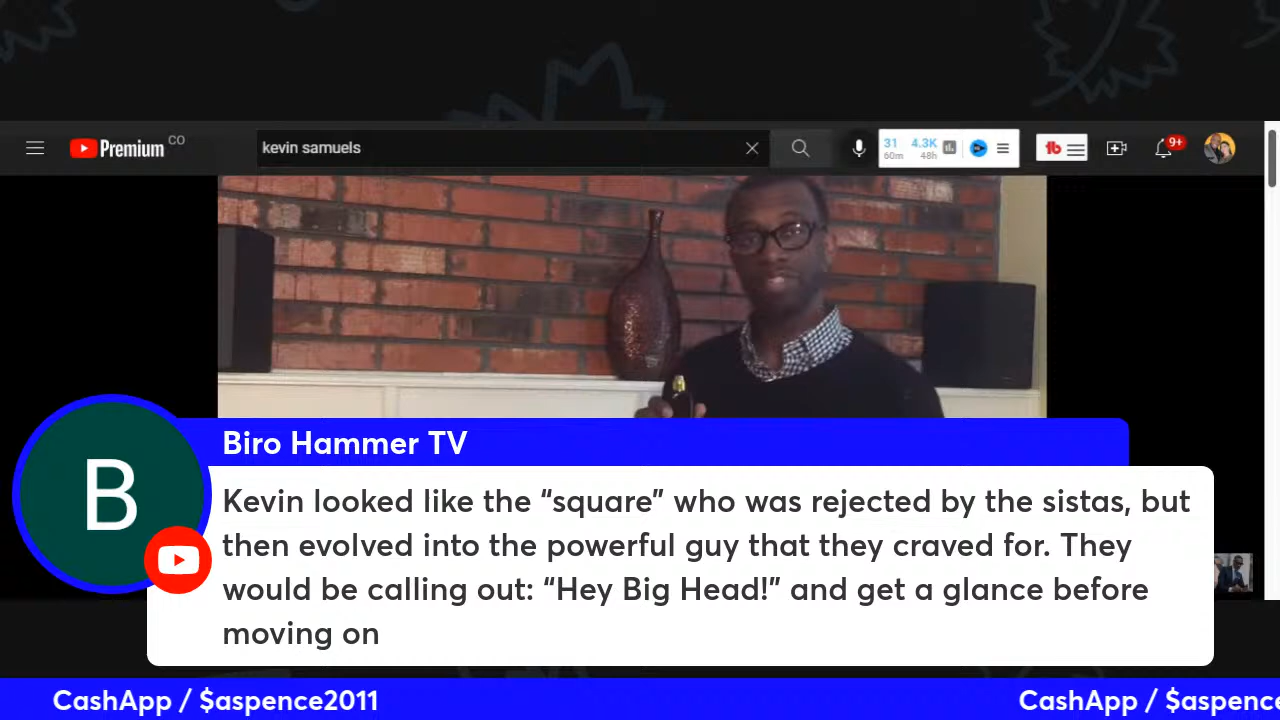 Premium CO
kevin samuels
31 60m
4.3K 48h
tb
9+
B
Biro Hammer TV
Kevin looked like the “square” who was rejected by the sistas, but
then evolved into the powerful guy that they craved for. They
would be calling out: “Hey Big Head!” and get a glance before
moving on
CashApp / $aspence2011
CashApp / $aspence